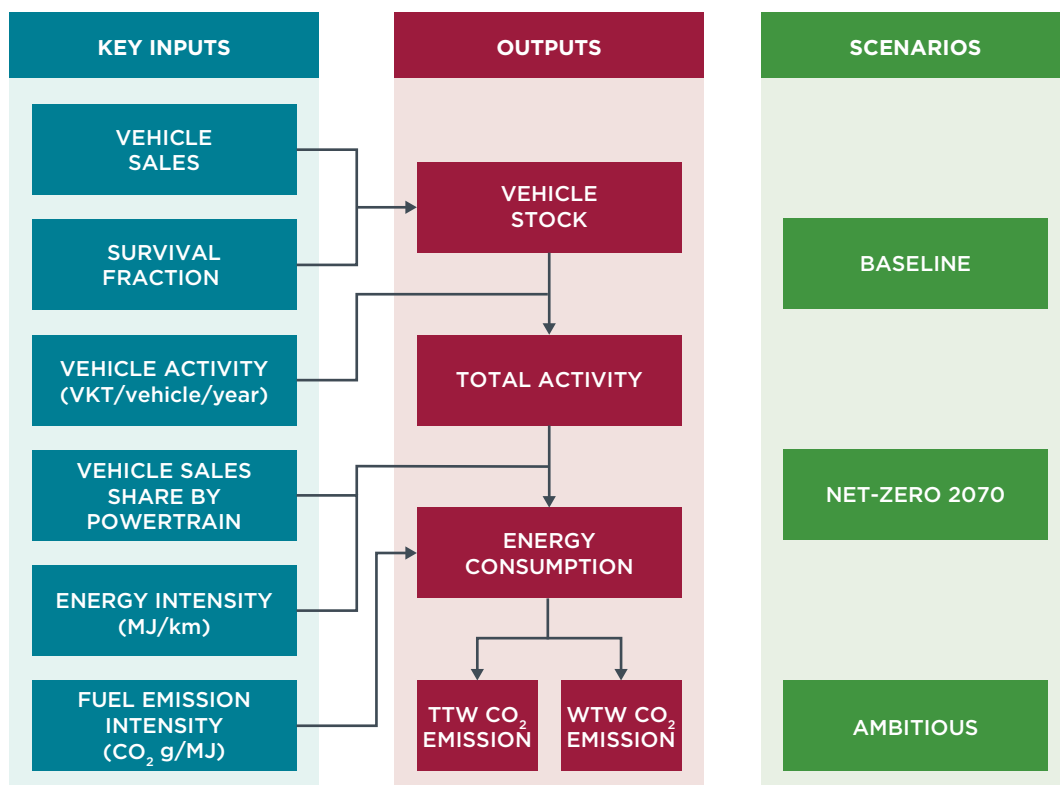 KEY INPUTS
VEHICLE
SALES
SURVIVAL
FRACTION
VEHICLE ACTIVITY
(VKT/vehicle/year)
VEHICLE SALES
SHARE BY
POWERTRAIN
ENERGY INTENSITY
(MJ/km)
FUEL EMISSION
INTENSITY
(CO₂ g/MJ)
OUTPUTS
VEHICLE
STOCK
TOTAL ACTIVITY
ENERGY
CONSUMPTION
TTW CO₂
EMISSION
WTW CO₂
EMISSION
SCENARIOS
BASELINE
NET-ZERO 2070
AMBITIOUS